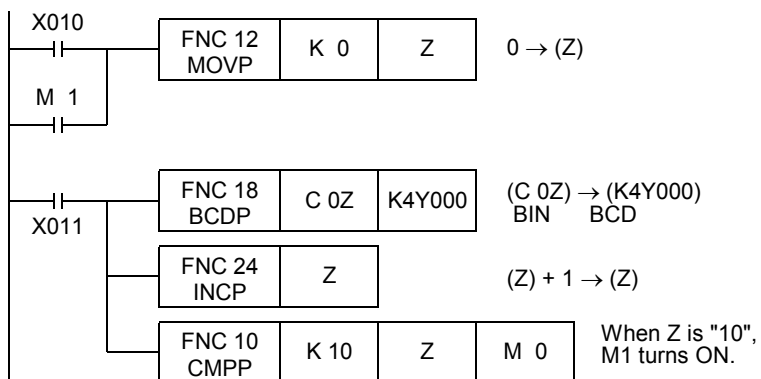 X010
FNC 12 K 0 Z 0 → (Z)
MOVP
M 1
FNC 18 C 0Z K4Y000 (C 0Z) → (K4Y000)
BCDP BIN BCD
X011
FNC 24 Z (Z) + 1 → (Z)
INCP
FNC 10 K 10 Z M 0 When Z is "10",
CMPP M1 turns ON.